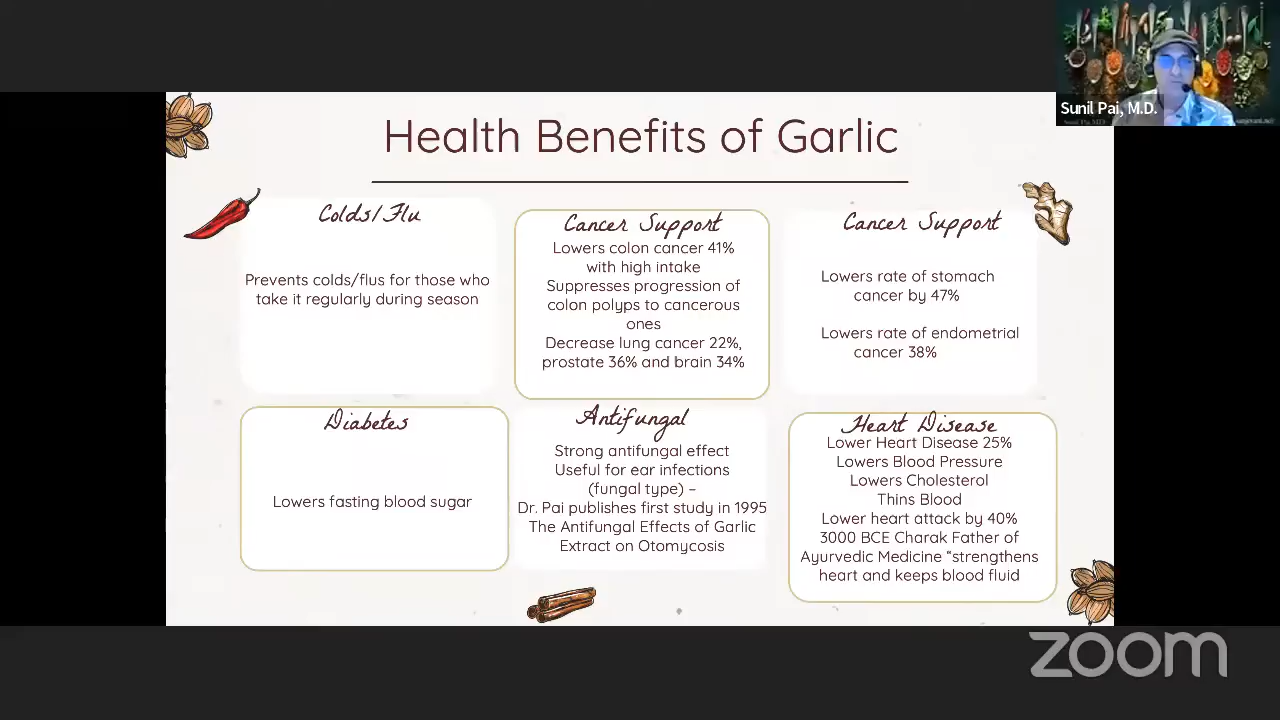 Sunil Pai, M.D.
Health Benefits of Garlic
Colds/Flu
Prevents colds/flus for those who
take it regularly during season
Cancer Support
Lowers colon cancer 41%
with high intake
Suppresses progression of
colon polyps to cancerous
ones
Decrease lung cancer 22%,
prostate 36% and brain 34%
Cancer Support
Lowers rate of stomach
cancer by 47%
Lowers rate of endometrial
cancer 38%
Diabetes
Lowers fasting blood sugar
Antifungal
Strong antifungal effect
Useful for ear infections
(fungal type) –
Dr. Pai publishes first study in 1995
The Antifungal Effects of Garlic
Extract on Otomycosis
Heart Disease
Lower Heart Disease 25%
Lowers Blood Pressure
Lowers Cholesterol
Thins Blood
Lower heart attack by 40%
3000 BCE Charak Father of
Ayurvedic Medicine “strengthens
heart and keeps blood fluid
zoom